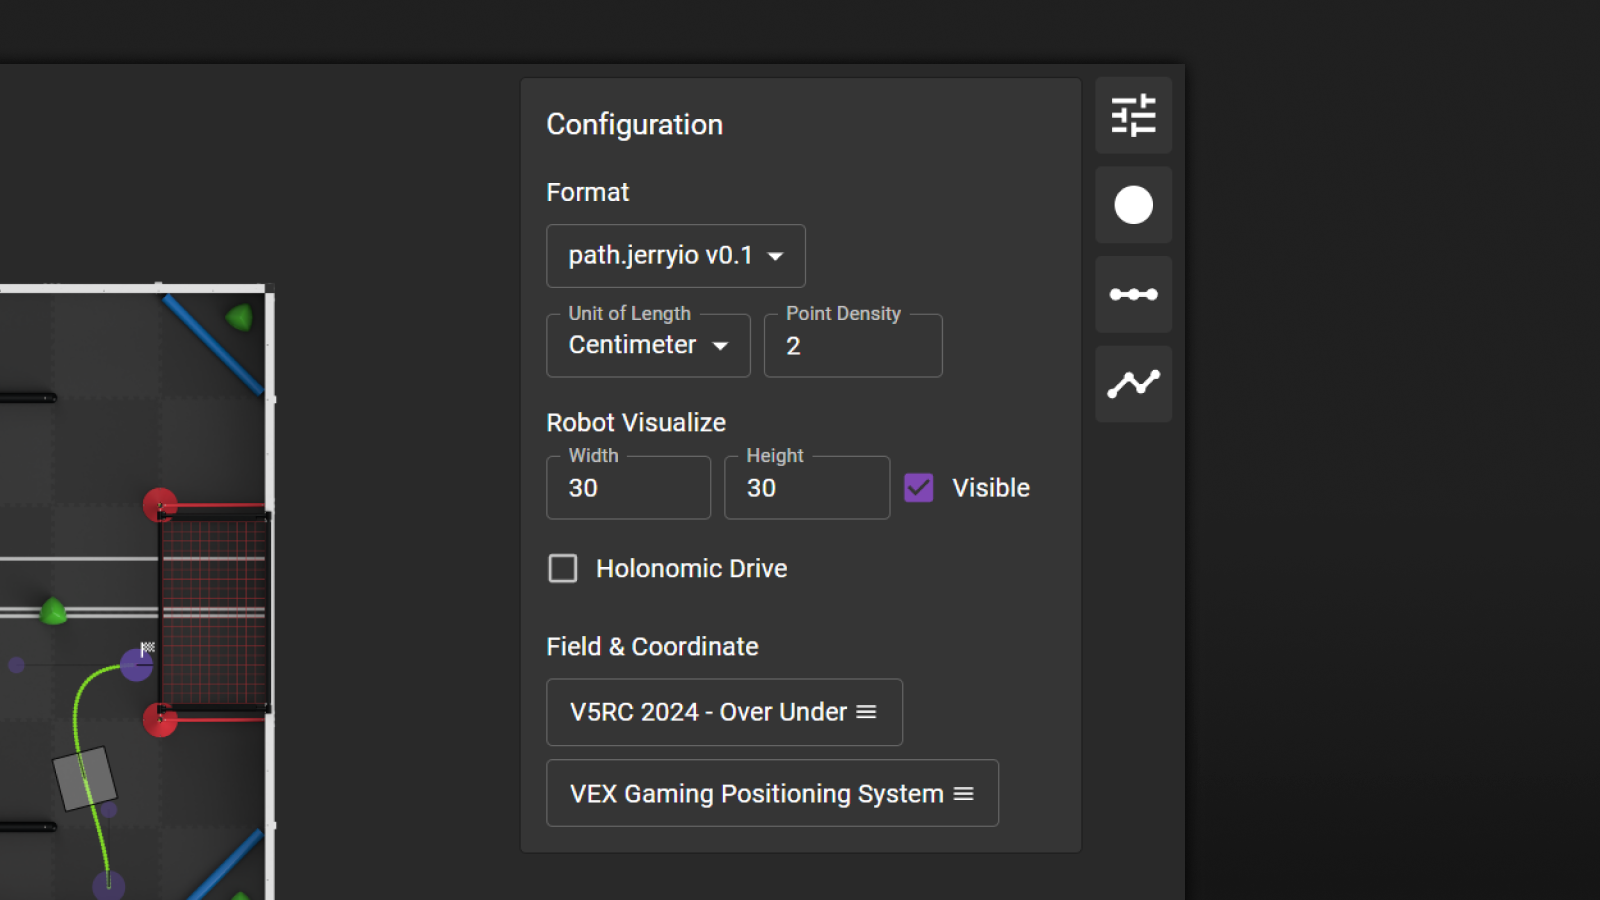 Configuration
Format
path.jerryio v0.1
Unit of Length
Centimeter
Point Density
2
Robot Visualize
Width
30
Height
30
Visible
Holonomic Drive
Field & Coordinate
V5RC 2024 - Over Under
VEX Gaming Positioning System